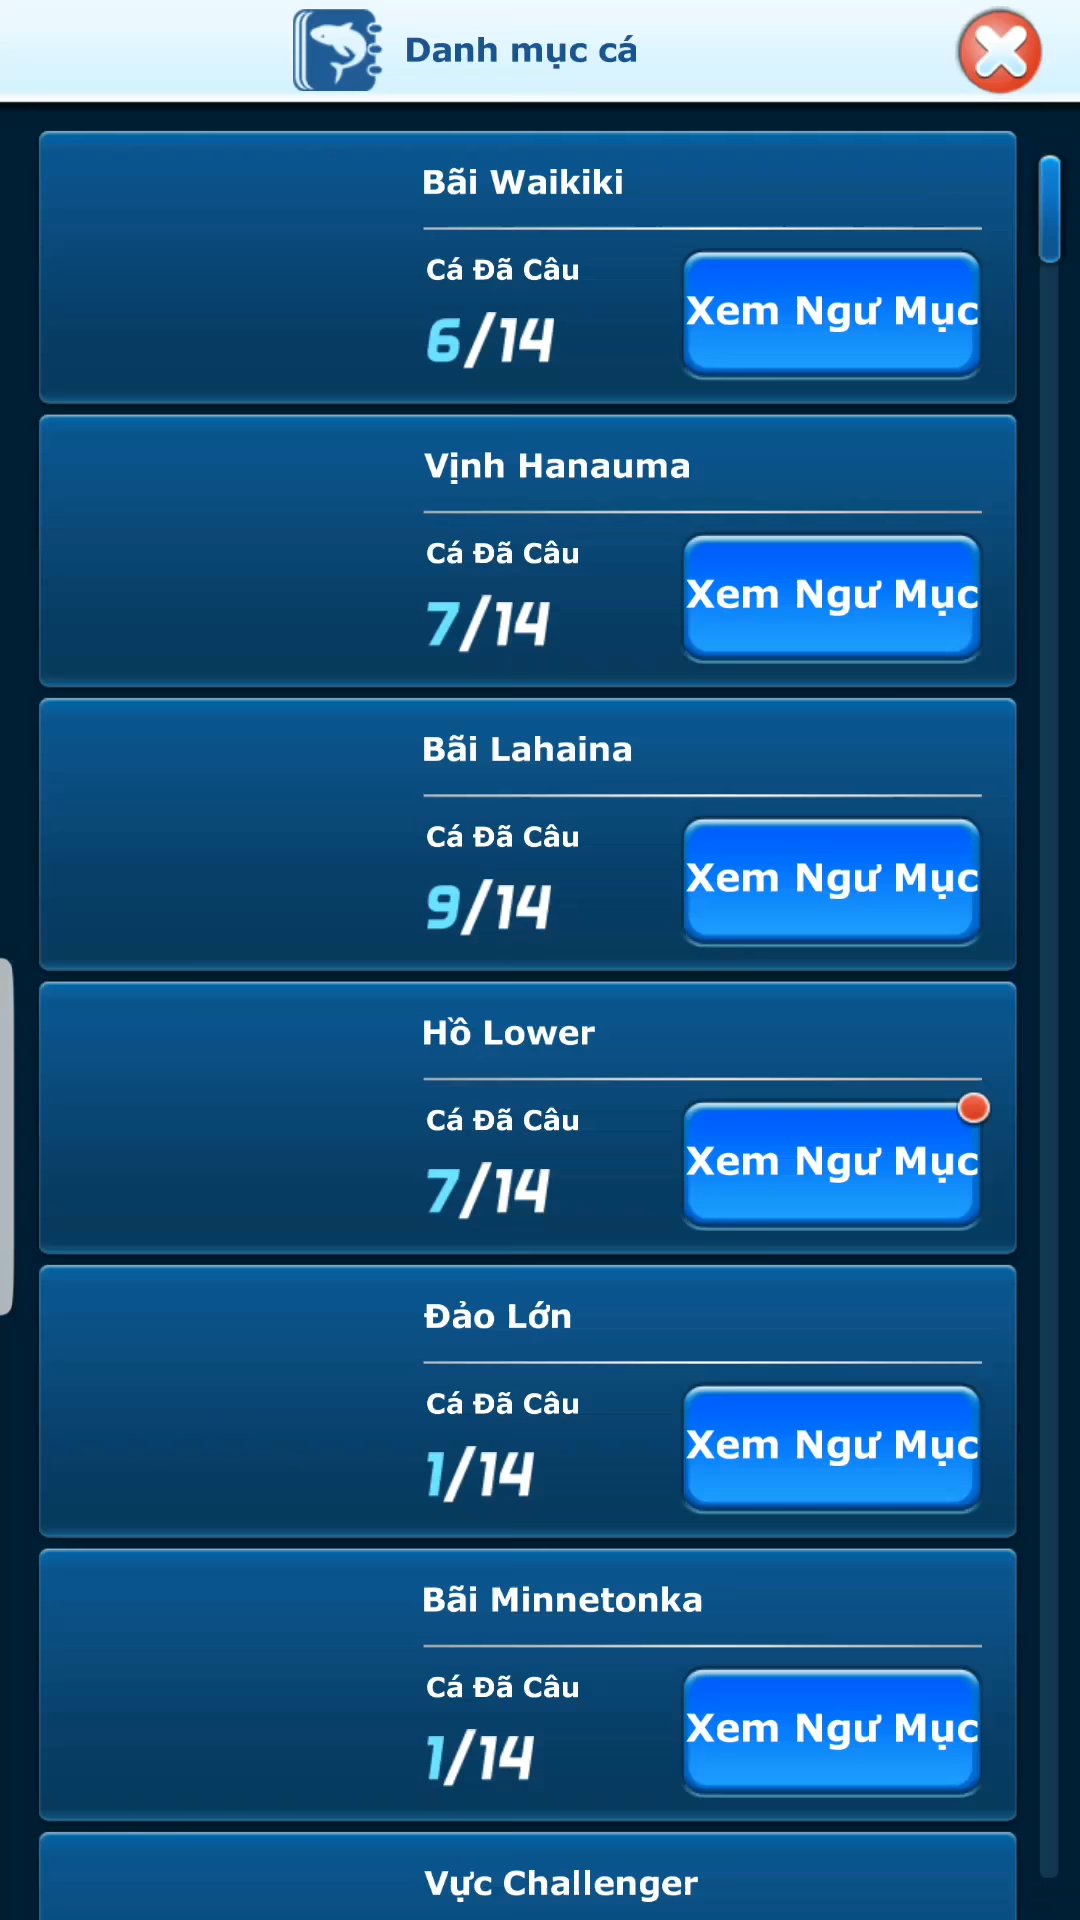 Danh mục cá
Bãi Waikiki
Cá Đã Câu
6/14
Xem Ngư Mục
Vịnh Hanauma
Cá Đã Câu
7/14
Xem Ngư Mục
Bãi Lahaina
Cá Đã Câu
9/14
Xem Ngư Mục
Hồ Lower
Cá Đã Câu
7/14
Xem Ngư Mục
Đảo Lớn
Cá Đã Câu
1/14
Xem Ngư Mục
Bãi Minnetonka
Cá Đã Câu
1/14
Xem Ngư Mục
Vực Challenger